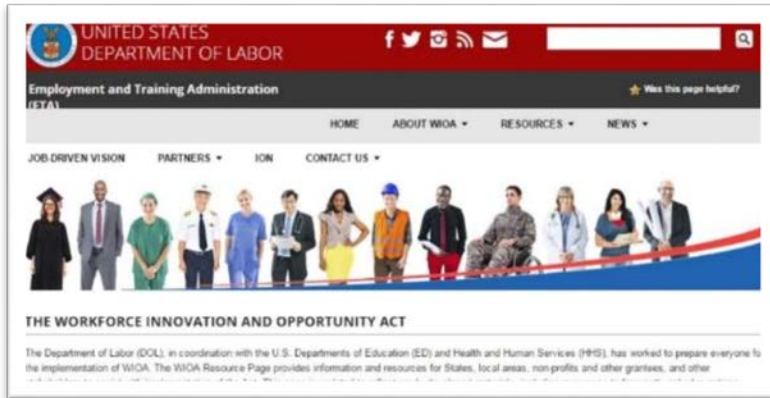 UNITED STATES
DEPARTMENT OF LABOR
Employment and Training Administration
(ETA)
Was this page helpful?
HOME ABOUT WIOA RESOURCES NEWS
JOB-DRIVEN VISION PARTNERS ION CONTACT US
THE WORKFORCE INNOVATION AND OPPORTUNITY ACT
The Department of Labor (DOL), in coordination with the U.S. Departments of Education (ED) and Health and Human Services (HHS), has worked to prepare everyone fo
the implementation of WIOA. The WIOA Resource Page provides information and resources for States, local areas, non-profits and other grantees, and other